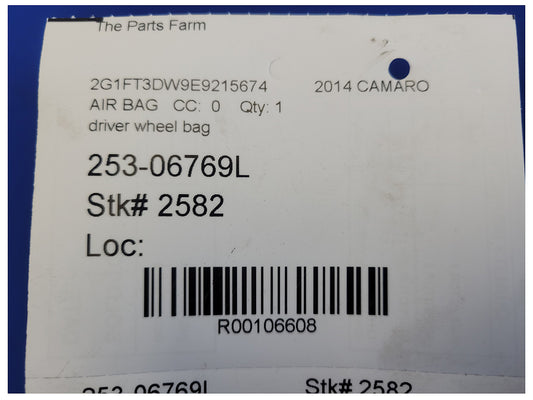 The Parts Farm
2G1FT3DW9E9215674 2014 CAMARO
AIR BAG CC: 0 Qty: 1
driver wheel bag
253-06769L
Stk# 2582
Loc:
R00106608
253-06769L Stk# 2582